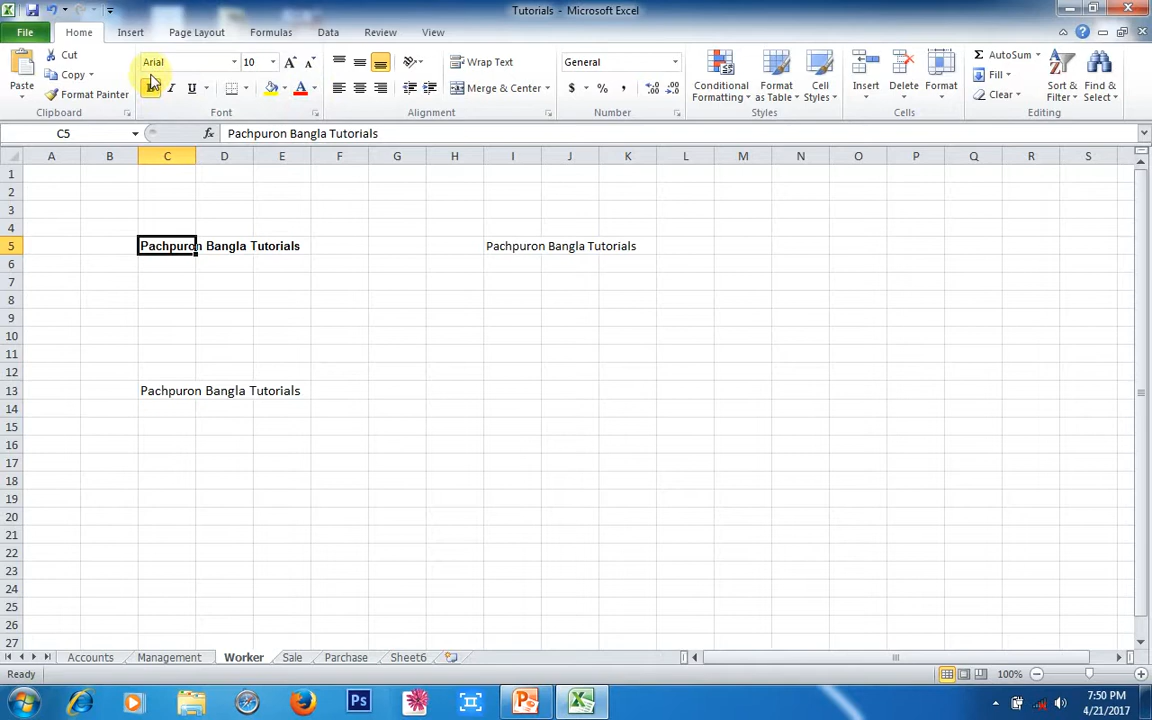 Tutorials - Microsoft Excel
File Home Insert Page Layout Formulas Data Review View
Cut
Copy
Format Painter
Paste
Clipboard
Arial 10
I U
Font
Wrap Text
Merge & Center
Alignment
General
$ % ,
Number
Conditional Formatting
Format as Table
Cell Styles
Styles
Insert Delete Format
Cells
AutoSum
Fill
Clear
Sort & Filter
Find & Select
Editing
C5 fx Pachpuron Bangla Tutorials
A B C D E F G H I J K L M N O P Q R S
1
2
3
4
5 Pachpuron Bangla Tutorials Pachpuron Bangla Tutorials
6
7
8
9
10
11
12
13 Pachpuron Bangla Tutorials
14
15
16
17
18
19
20
21
22
23
24
25
26
27
Accounts Management Worker Sale Parchase Sheet6
Ready 100%
7:50 PM
4/21/2017